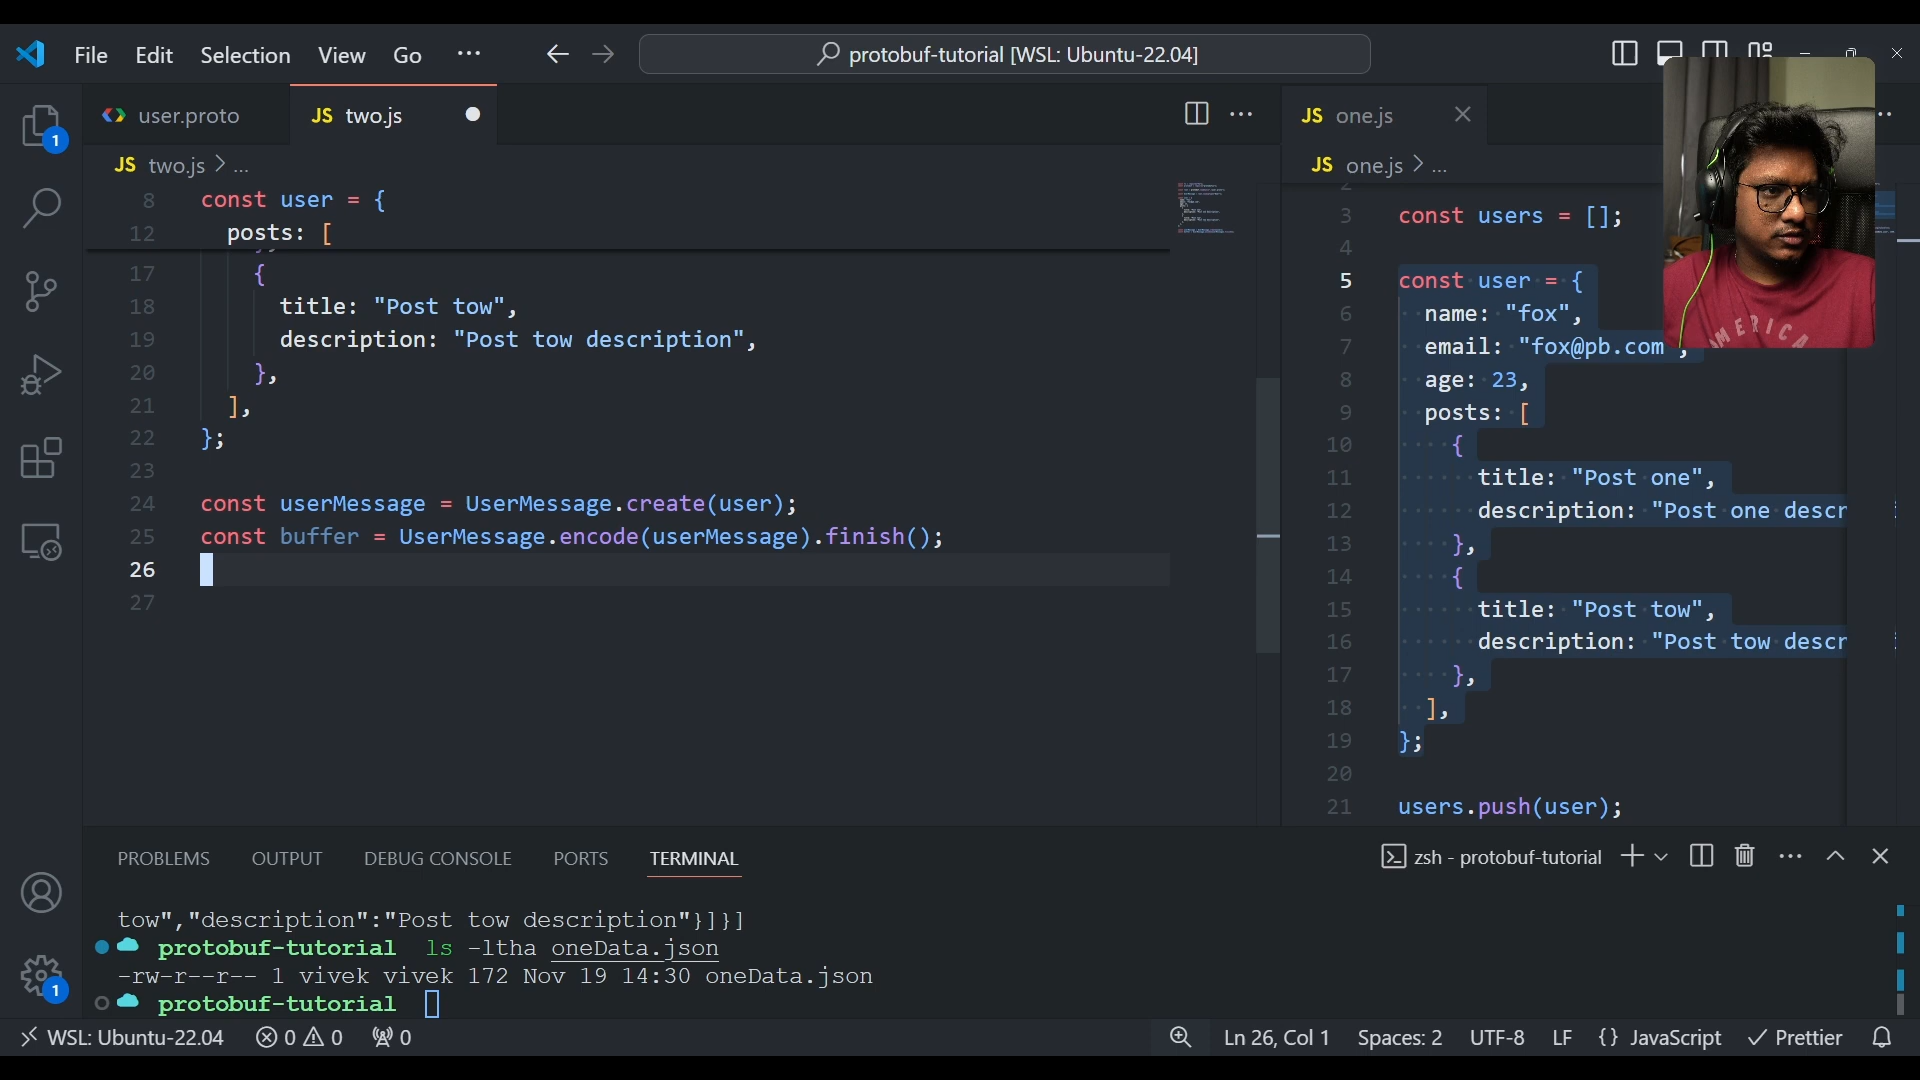 File Edit Selection View Go ··· protobuf-tutorial [WSL: Ubuntu-22.04]
1
user.proto JS two.js
JS two.js > ...
8 const user = {
12 posts: [
17 {
18 title: "Post tow",
19 description: "Post tow description",
20 },
21 ],
22 };
23
24 const userMessage = UserMessage.create(user);
25 const buffer = UserMessage.encode(userMessage).finish();
26
27
JS one.js
JS one.js > ...
3 const users = [];
4
5 const user = {
6 name: "fox",
7 email: "fox@pb.com",
8 age: 23,
9 posts: [
10 {
11 title: "Post one",
12 description: "Post one descr
13 },
14 {
15 title: "Post tow",
16 description: "Post tow descr
17 },
18 ],
19 };
20
21 users.push(user);
AMERICA
PROBLEMS OUTPUT DEBUG CONSOLE PORTS TERMINAL zsh - protobuf-tutorial
tow","description":"Post tow description"}]}]
protobuf-tutorial ls -ltha oneData.json
-rw-r--r-- 1 vivek vivek 172 Nov 19 14:30 oneData.json
protobuf-tutorial
1
WSL: Ubuntu-22.04 0 0 0 Ln 26, Col 1 Spaces: 2 UTF-8 LF {} JavaScript Prettier